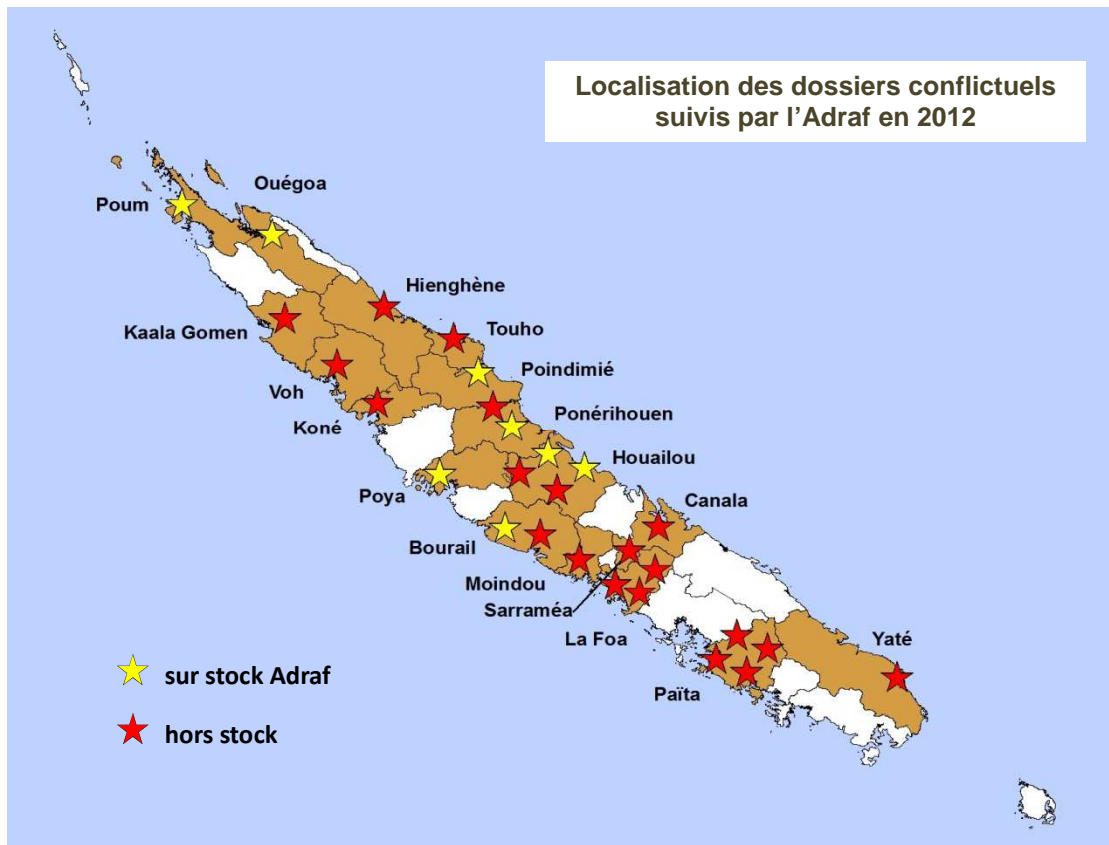 Localisation des dossiers conflictuels
suivis par l'Adraf en 2012
Ouégoa
Poum
Hienghène
Kaala Gomen
Touho
Poindimié
Voh
Ponérihouen
Koné
Houailou
Poya
Canala
Bourail
Moindou
Sarraméa
La Foa
Yaté
Païta
sur stock Adraf
hors stock